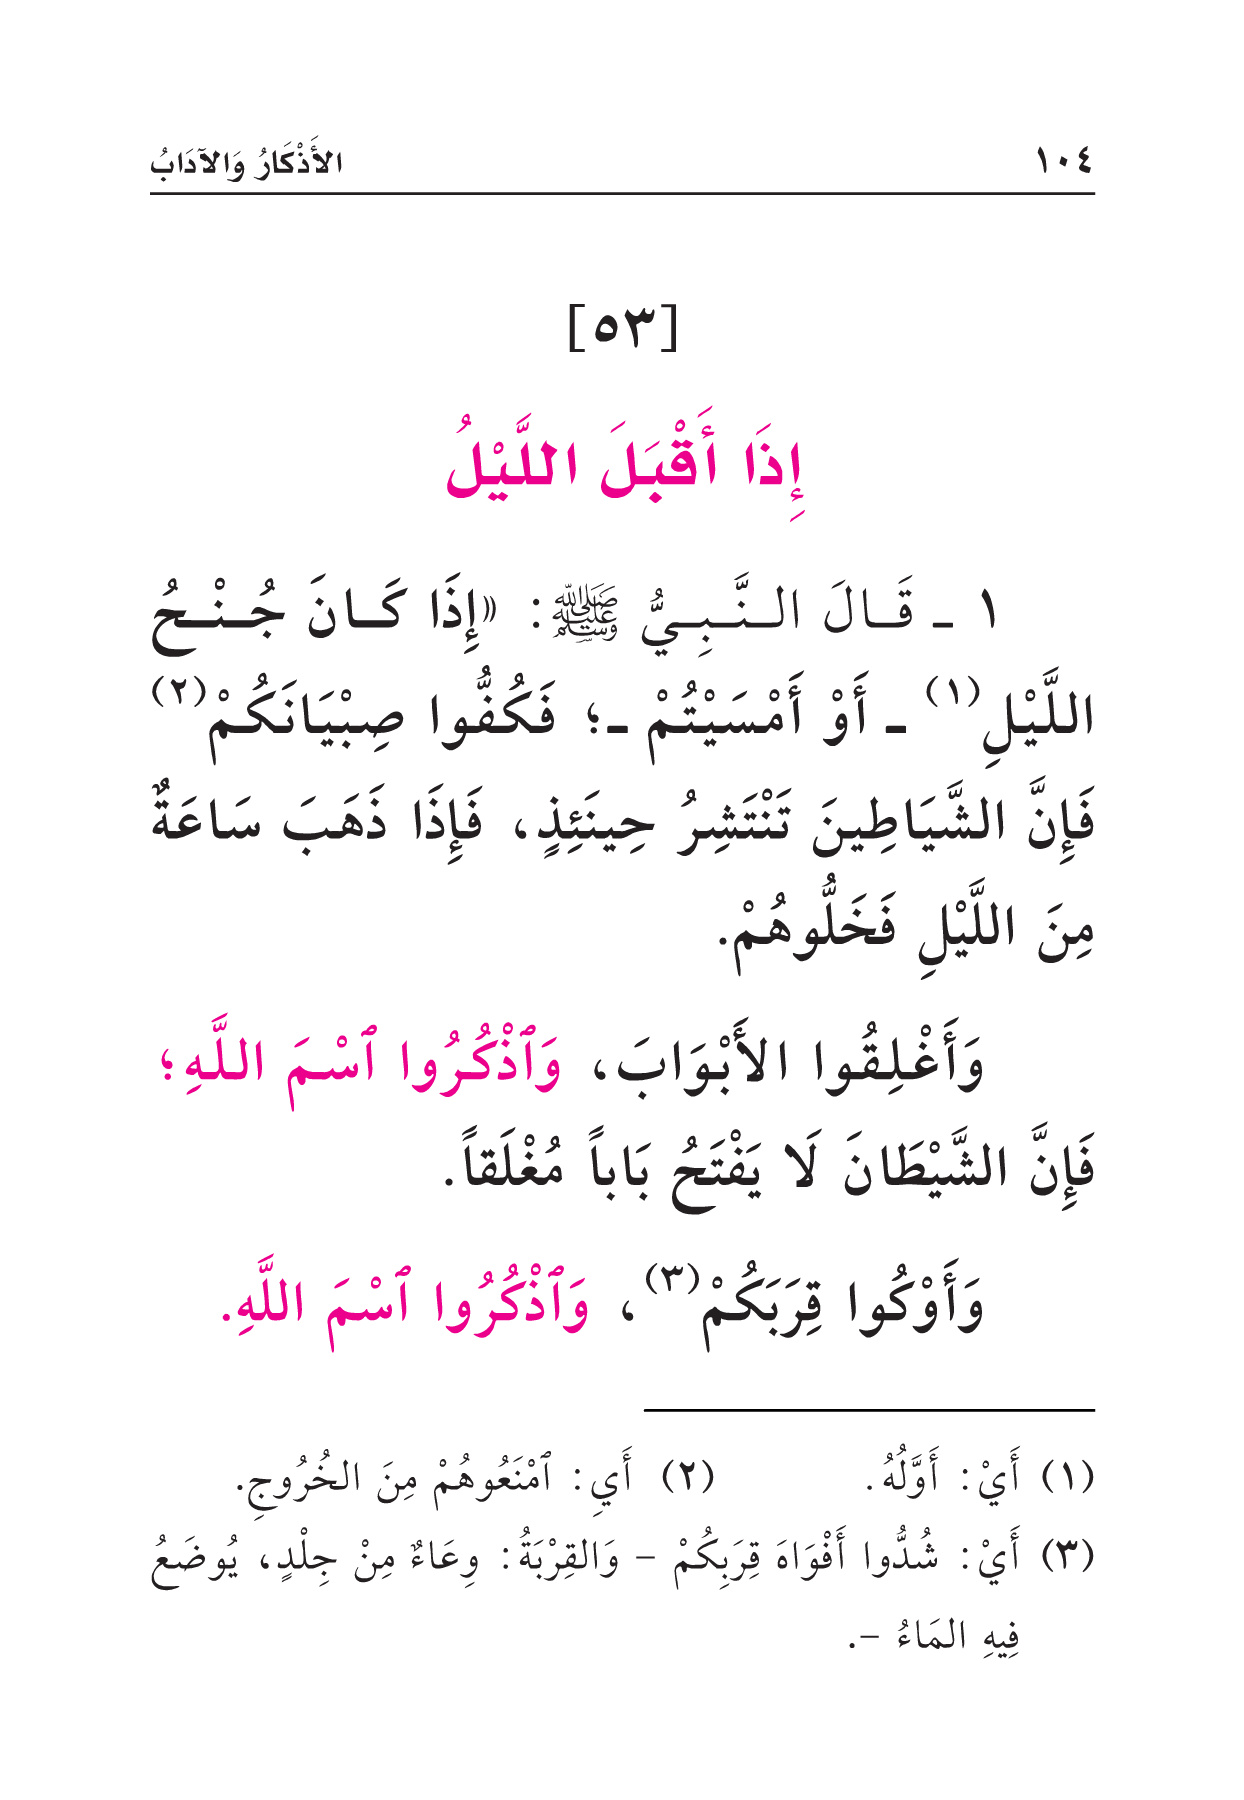 ١٠٤ الأَذْكَارُ وَالآدَابُ
[٥٣]
إِذَا أَقْبَلَ اللَّيْلُ
١ ـ قَالَ النَّبِيُّ ﷺ: «إِذَا كَانَ جُنْحُ
اللَّيْلِ(١) ـ أَوْ أَمْسَيْتُمْ ـ؛ فَكُفُّوا صِبْيَانَكُمْ(٢)
فَإِنَّ الشَّيَاطِينَ تَنْتَشِرُ حِينَئِذٍ، فَإِذَا ذَهَبَ سَاعَةٌ
مِنَ اللَّيْلِ فَخَلُّوهُمْ.
وَأَغْلِقُوا الأَبْوَابَ، وَٱذْكُرُوا ٱسْمَ اللَّهِ؛
فَإِنَّ الشَّيْطَانَ لَا يَفْتَحُ بَاباً مُغْلَقاً.
وَأَوْكُوا قِرَبَكُمْ(٣)، وَٱذْكُرُوا ٱسْمَ اللَّهِ.
(١) أَيْ: أَوَّلُهُ. (٢) أَيِ: ٱمْنَعُوهُمْ مِنَ الخُرُوجِ.
(٣) أَيْ: شُدُّوا أَفْوَاهَ قِرَبِكُمْ – وَالقِرْبَةُ: وِعَاءٌ مِنْ جِلْدٍ، يُوضَعُ
فِيهِ المَاءُ –.